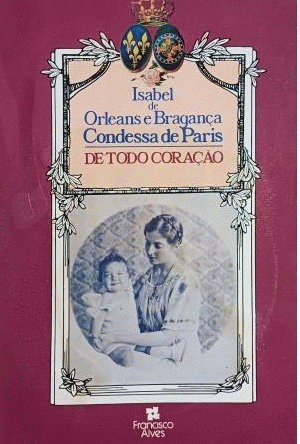 Isabel
de
Orleans e Bragança
Condessa de Paris
DE TODO CORAÇÃO
Francisco
Alves